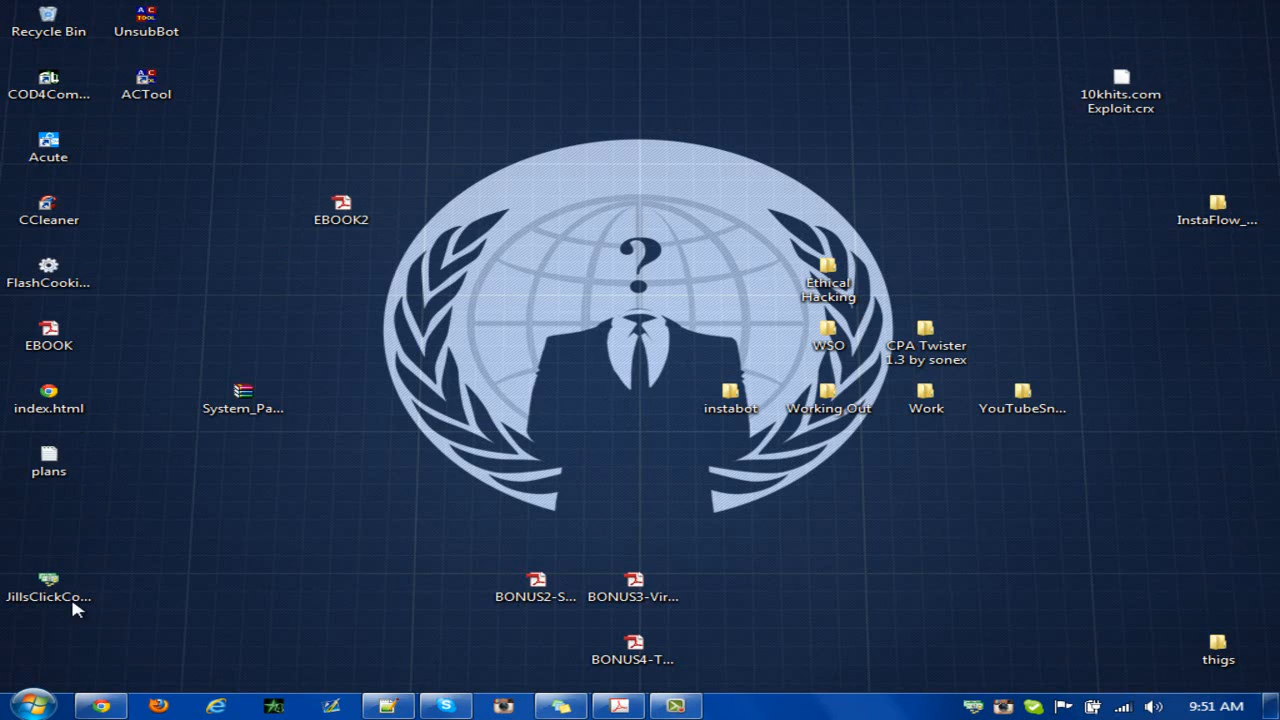 Recycle Bin
UnsubBot
COD4Com...
ACTool
10khits.com
Exploit.crx
Acute
CCleaner
EBOOK2
InstaFlow_...
?
FlashCooki...
Ethical
Hacking
EBOOK
WSO
CPA Twister
1.3 by sonex
index.html
System_Pa...
instabot
Working Out
Work
YouTubeSn...
plans
JillsClickCo...
BONUS2-S...
BONUS3-Vir...
BONUS4-T...
thigs
9:51 AM